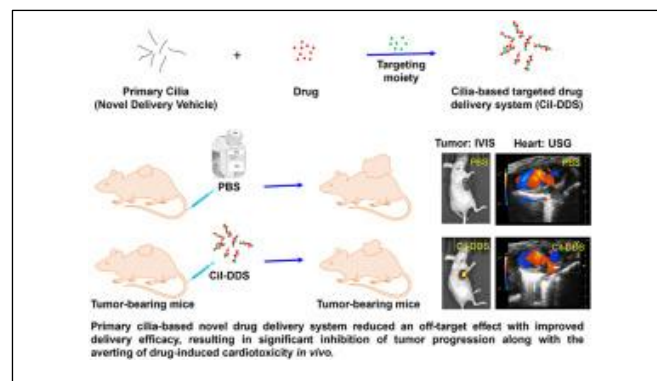 +
Primary Cilia
(Novel Delivery Vehicle)
Drug
Targeting
moiety
Cilia-based targeted drug
delivery system (Cil-DDS)
Tumor: IVIS
Heart: USG
PBS
PBS
PBS
Cil-DDS
Cil-DDS
Cil-DDS
Tumor-bearing mice
Tumor-bearing mice
Primary cilia-based novel drug delivery system reduced an off-target effect with improved
delivery efficacy, resulting in significant inhibition of tumor progression along with the
averting of drug-induced cardiotoxicity in vivo.